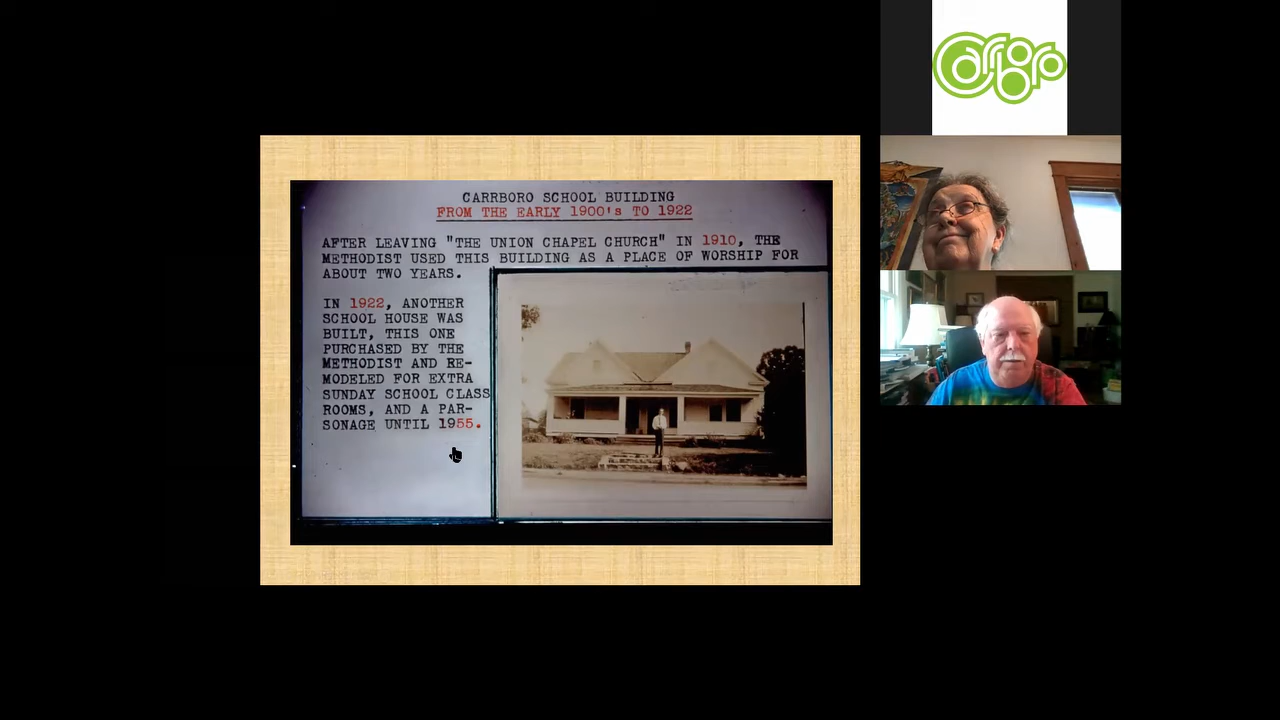 CARRBORO SCHOOL BUILDING
FROM THE EARLY 1900's TO 1922
AFTER LEAVING "THE UNION CHAPEL CHURCH" IN 1910, THE
METHODIST USED THIS BUILDING AS A PLACE OF WORSHIP FOR
ABOUT TWO YEARS.
IN 1922, ANOTHER
SCHOOL HOUSE WAS
BUILT, THIS ONE
PURCHASED BY THE
METHODIST AND RE-
MODELED FOR EXTRA
SUNDAY SCHOOL CLASS
ROOMS, AND A PAR-
SONAGE UNTIL 1955.
Carrboro